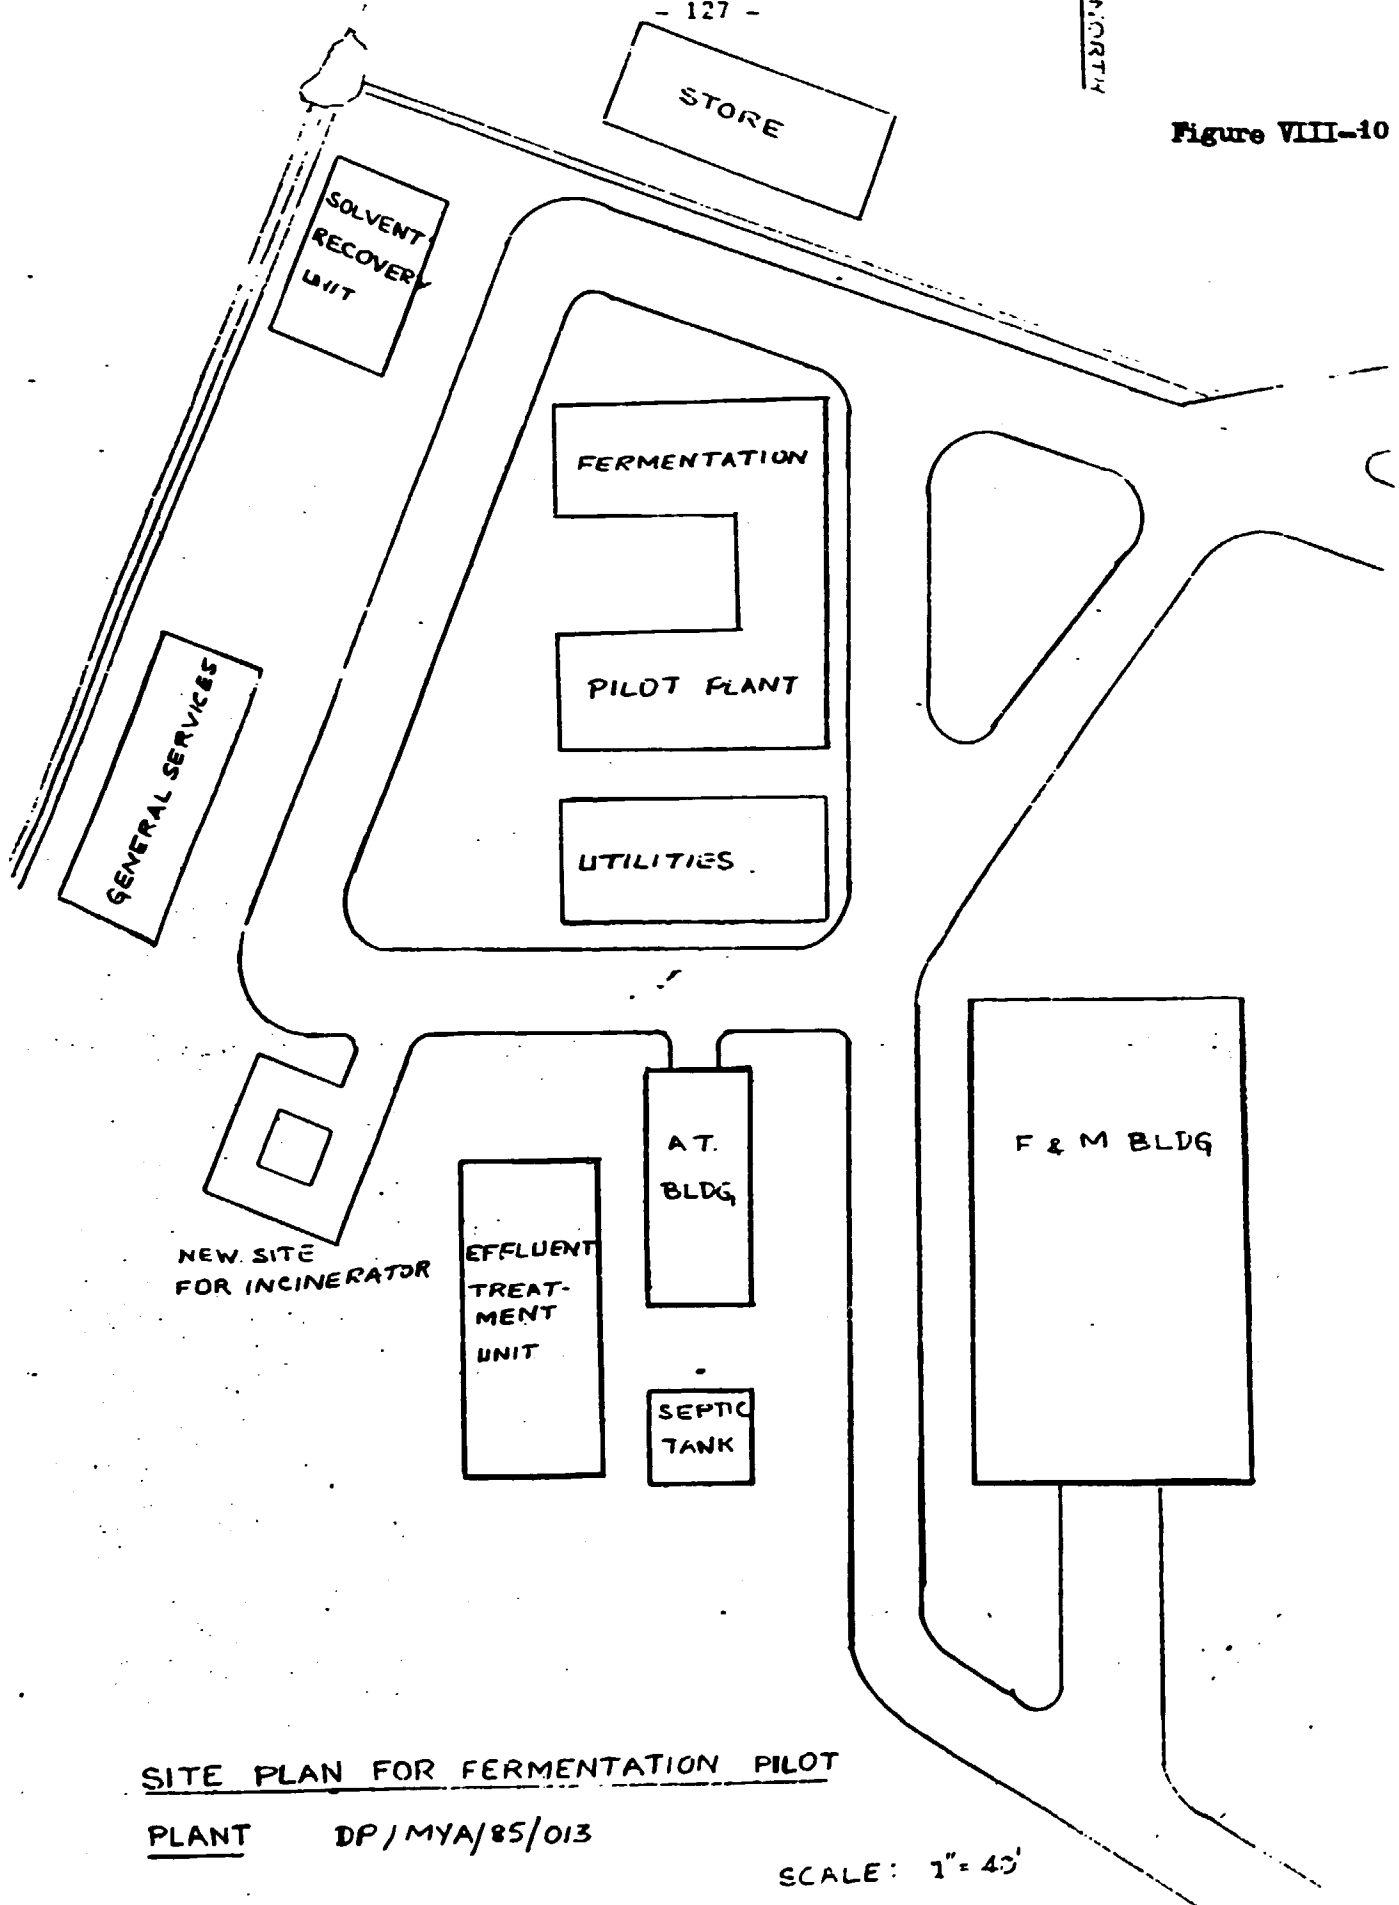 - 127 -
NORTH
Figure VIII-10
STORE
SOLVENT
RECOVERY
UNIT
FERMENTATION
PILOT PLANT
GENERAL SERVICES
UTILITIES
A.T.
BLDG
F & M BLDG
NEW SITE
FOR INCINERATOR
EFFLUENT
TREAT-
MENT
UNIT
SEPTIC
TANK
SITE PLAN FOR FERMENTATION PILOT
PLANT DP/MYA/85/013
SCALE: 1"= 40'